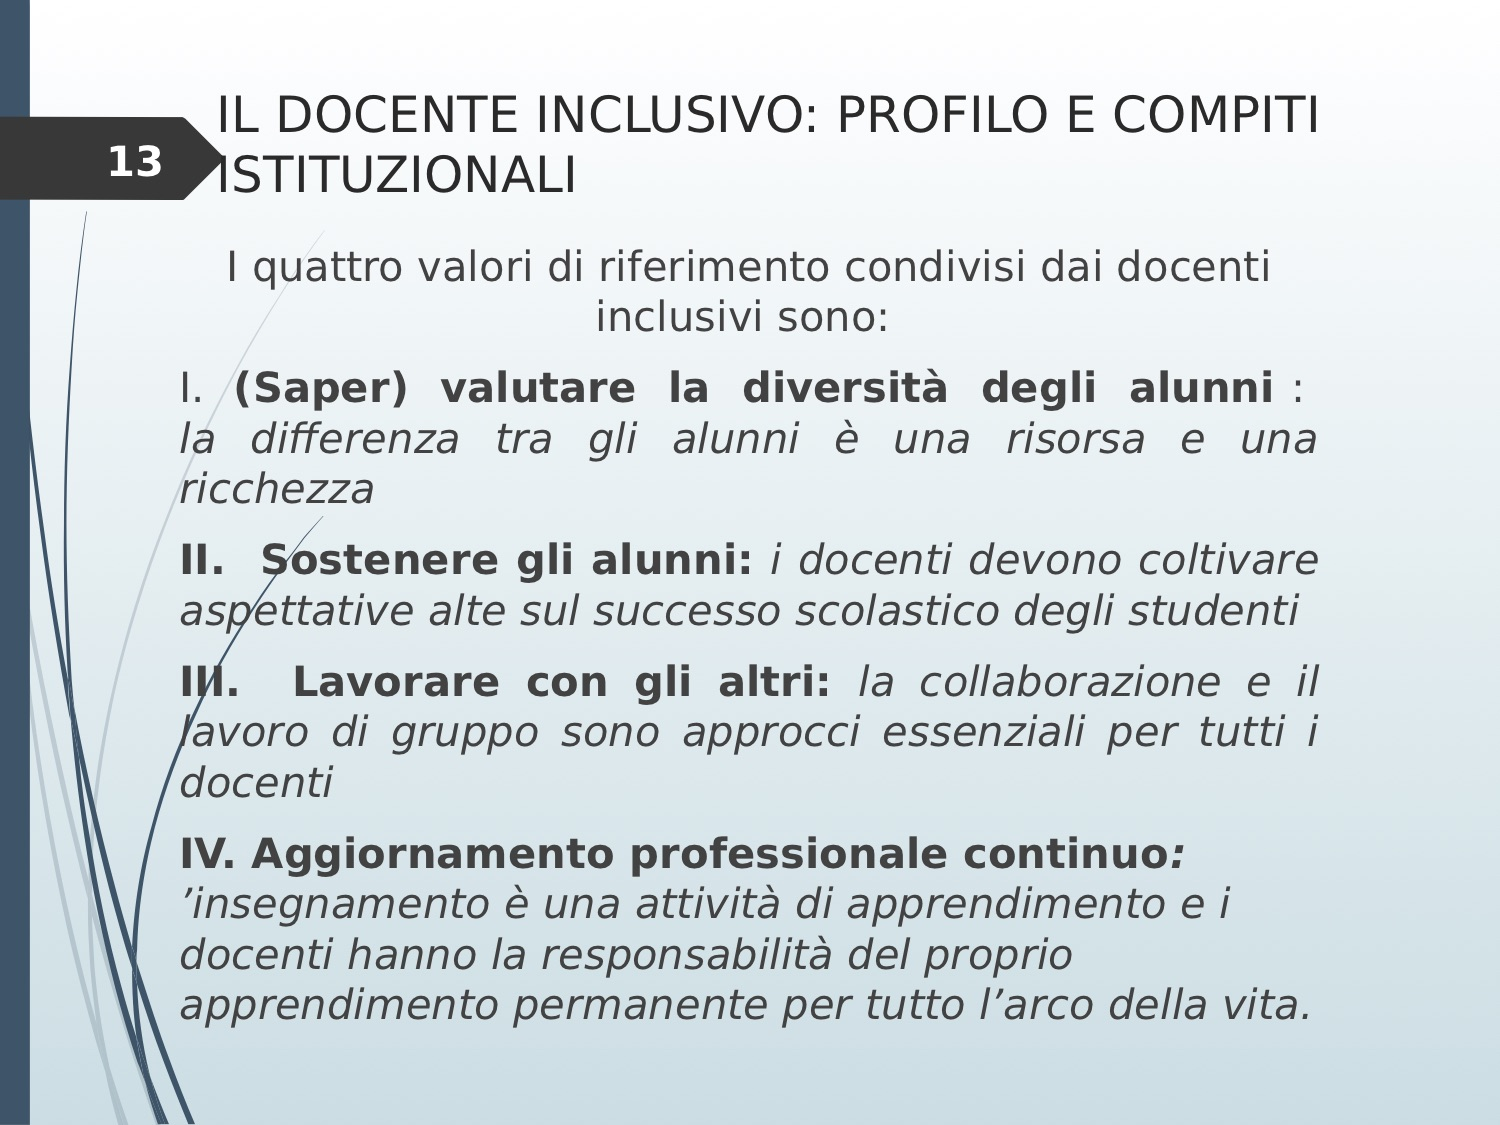 IL DOCENTE INCLUSIVO: PROFILO E COMPITI
13
ISTITUZIONALI
I quattro valori di riferimento condivisi dai docenti
inclusivi sono:
I. (Saper) valutare la diversità degli alunni :
la differenza tra gli alunni è una risorsa e una
ricchezza
II. Sostenere gli alunni: i docenti devono coltivare
aspettative alte sul successo scolastico degli studenti
III. Lavorare con gli altri: la collaborazione e il
lavoro di gruppo sono approcci essenziali per tutti i
docenti
IV. Aggiornamento professionale continuo:
’insegnamento è una attività di apprendimento e i
docenti hanno la responsabilità del proprio
apprendimento permanente per tutto l’arco della vita.